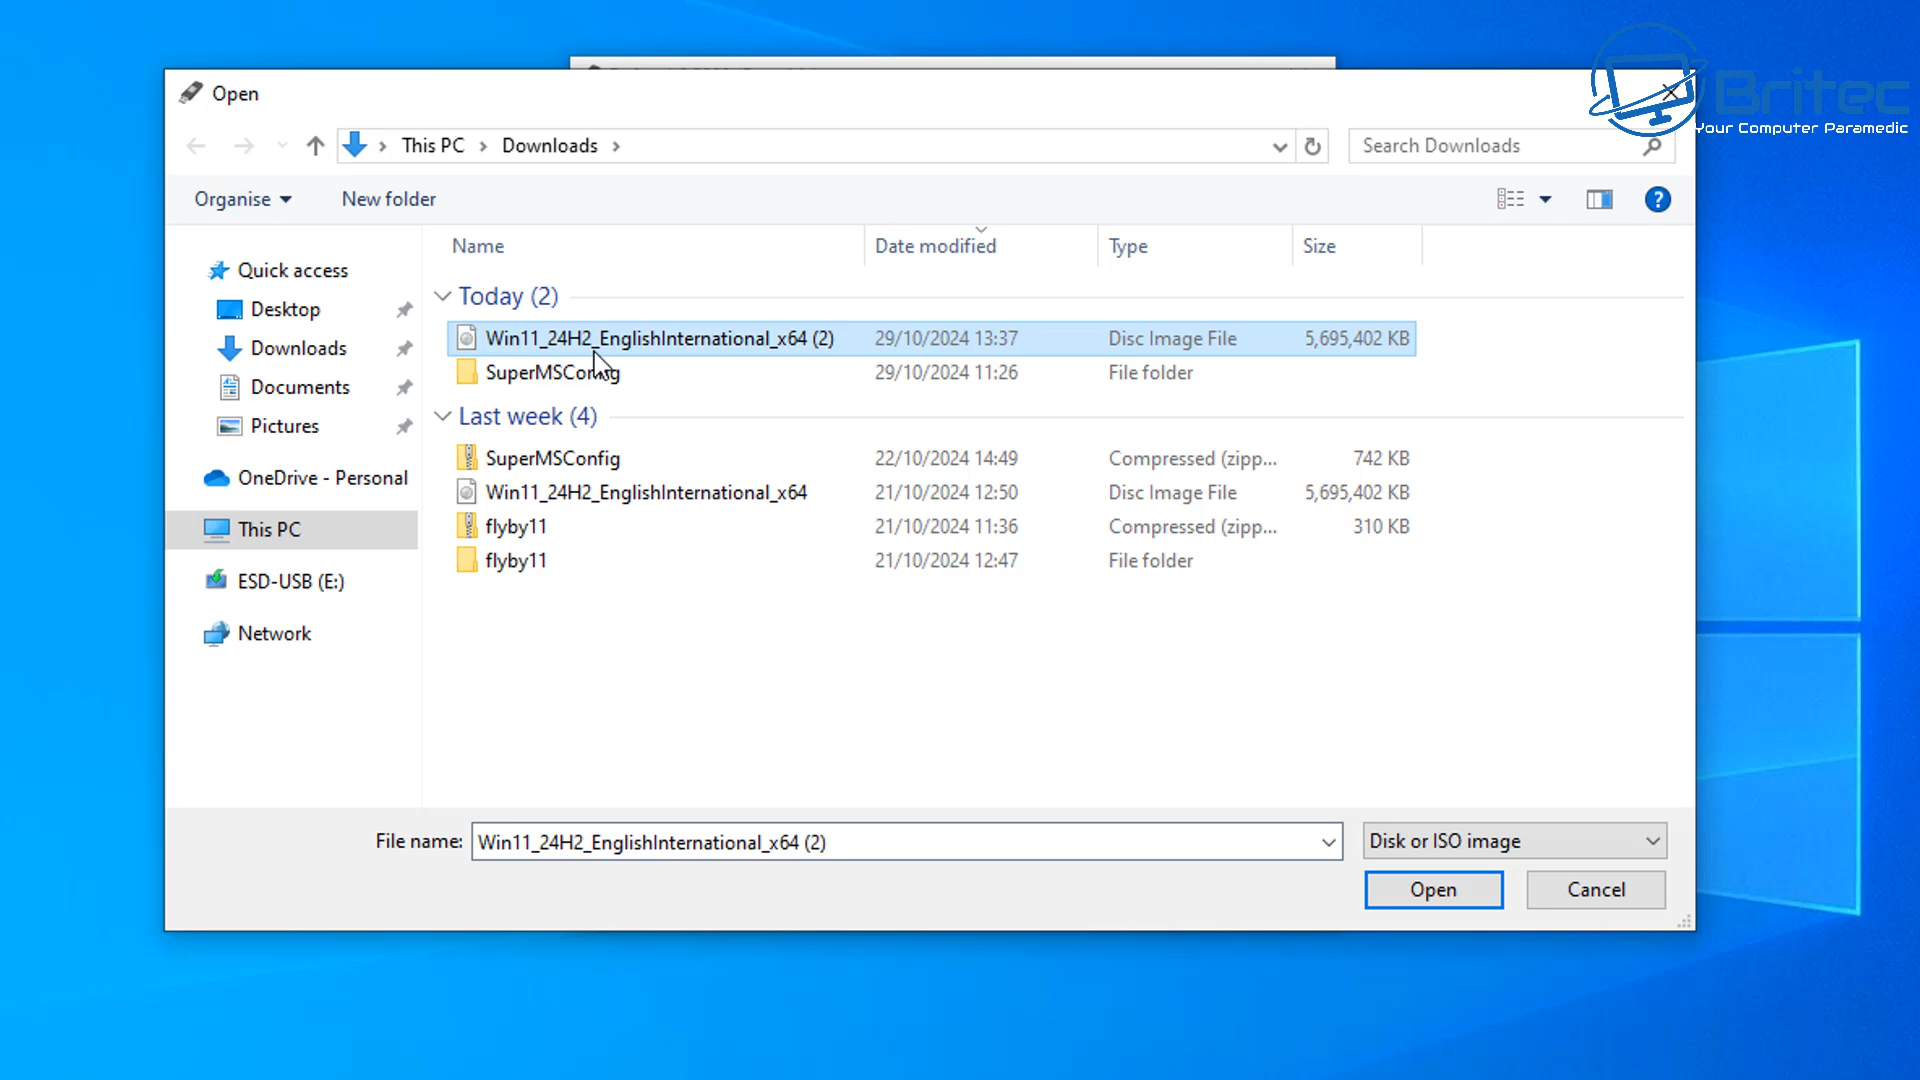 Open
Britec
Your Computer Paramedic
This PC > Downloads >
Search Downloads
Organise
New folder
?
Name
Date modified
Type
Size
Quick access
Desktop
Downloads
Documents
Pictures
OneDrive - Personal
This PC
ESD-USB (E:)
Network
Today (2)
Win11_24H2_EnglishInternational_x64 (2) 29/10/2024 13:37 Disc Image File 5,695,402 KB
SuperMSConfig 29/10/2024 11:26 File folder
Last week (4)
SuperMSConfig 22/10/2024 14:49 Compressed (zipp... 742 KB
Win11_24H2_EnglishInternational_x64 21/10/2024 12:50 Disc Image File 5,695,402 KB
flyby11 21/10/2024 11:36 Compressed (zipp... 310 KB
flyby11 21/10/2024 12:47 File folder
File name: Win11_24H2_EnglishInternational_x64 (2)
Disk or ISO image
Open
Cancel